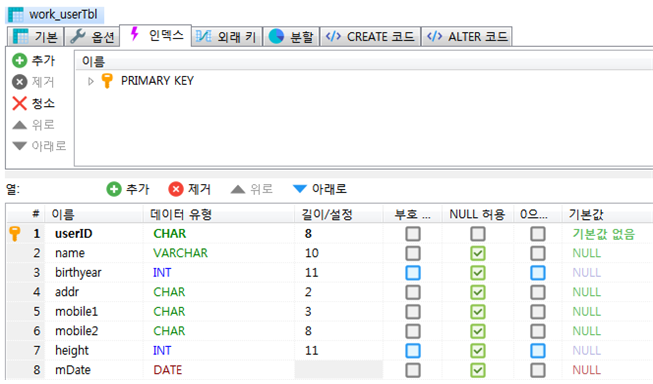 work_userTbl
기본 옵션 인덱스 외래 키 분할 </> CREATE 코드 </> ALTER 코드
추가
제거
청소
위로
아래로
이름
PRIMARY KEY
열: 추가 제거 위로 아래로
# 이름 데이터 유형 길이/설정 부호 ... NULL 허용 0으... 기본값
1 userID CHAR 8 기본값 없음
2 name VARCHAR 10 NULL
3 birthyear INT 11 NULL
4 addr CHAR 2 NULL
5 mobile1 CHAR 3 NULL
6 mobile2 CHAR 8 NULL
7 height INT 11 NULL
8 mDate DATE NULL